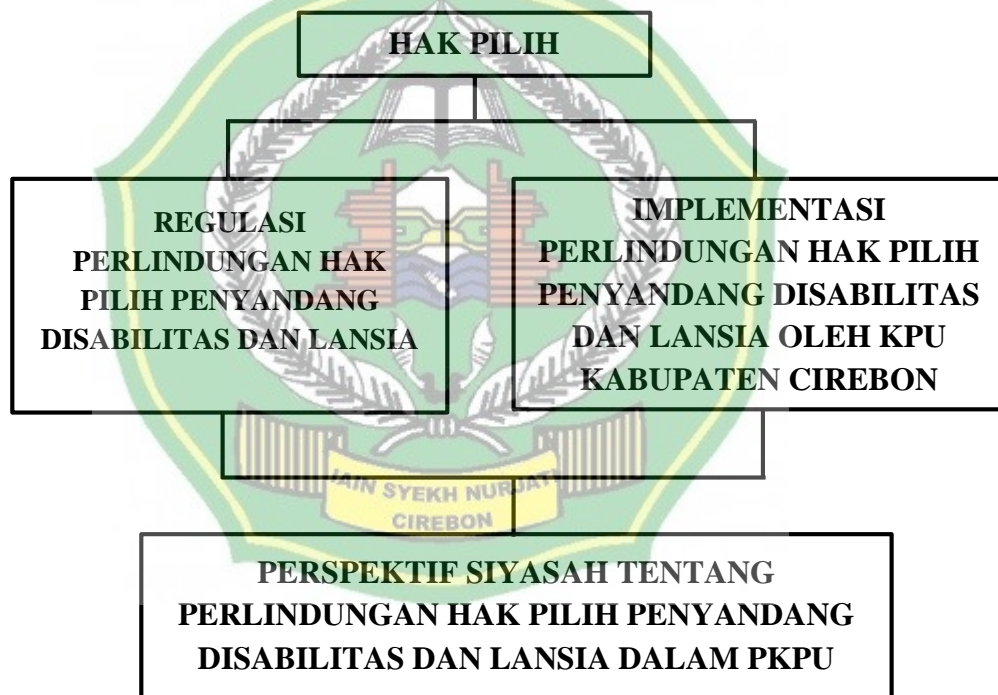 HAK PILIH
REGULASI
PERLINDUNGAN HAK
PILIH PENYANDANG
DISABILITAS DAN LANSIA
IMPLEMENTASI
PERLINDUNGAN HAK PILIH
PENYANDANG DISABILITAS
DAN LANSIA OLEH KPU
KABUPATEN CIREBON
IAIN SYEKH NURJATI
CIREBON
PERSPEKTIF SIYASAH TENTANG
PERLINDUNGAN HAK PILIH PENYANDANG
DISABILITAS DAN LANSIA DALAM PKPU